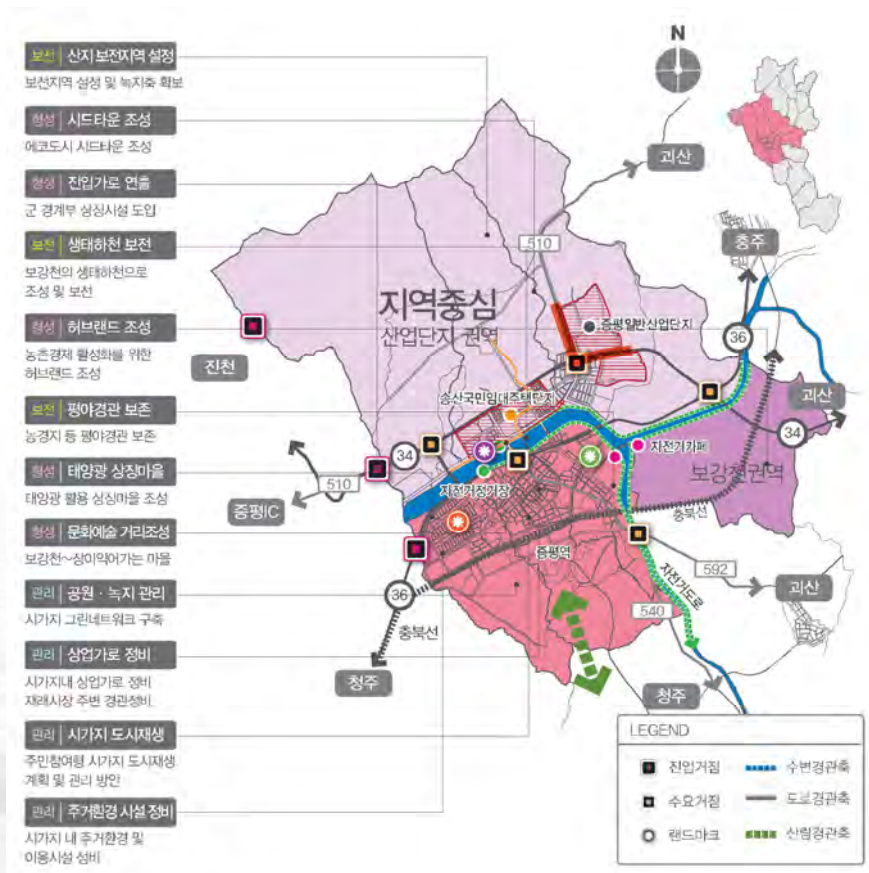 보전 | 산지 보전지역 설정
보전지역 설정 및 녹지축 확보
형성 | 시드타운 조성
에코도시 시드타운 조성
형성 | 진입가로 연출
군 경계부 상징시설 도입
보전 | 생태하천 보전
보강천의 생태하천으로
조성 및 보전
형성 | 허브랜드 조성
농촌경제 활성화를 위한
허브랜드 조성
보전 | 평야경관 보존
농경지 등 평야경관 보존
형성 | 태양광 상징마을
태양광 활용 상징마을 조성
형성 | 문화예술 거리조성
보강천~장이익어가는 마을
관리 | 공원·녹지 관리
시가지 그린네트워크 구축
관리 | 상업가로 정비
시가지내 상업가로 정비
재래시장 주변 경관정비
관리 | 시가지 도시재생
주민참여형 시가지 도시재생
계획 및 관리 방안
관리 | 주거환경 시설 정비
시가지 내 주거환경 및
이용시설 정비
N
괴산
510
충주
지역중심
산업단지 권역
증평일반산업단지
36
진천
송산국민임대주택단지
괴산
34
34
자전거카페
510
보강천권역
증평IC
자전거정거장
충북선
증평역
592
자전거도로
괴산
36
540
충북선
청주
청주
LEGEND
진입거점
수변경관축
주요거점
도로경관축
랜드마크
산림경관축